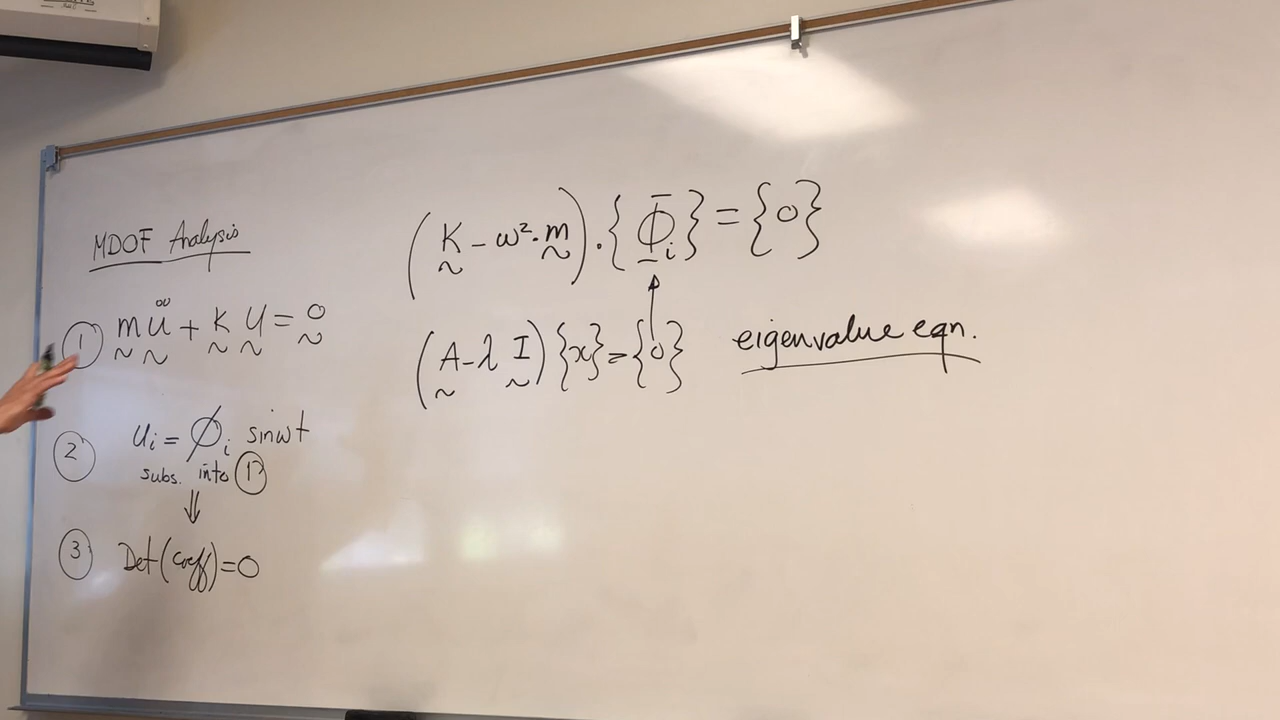 MDOF Analysis
① m ü + K U = 0
② uᵢ = ϕᵢ sinωt
subs. into ①
⇓
③ Det(coeff)=0
(K - ω²·m)·{Φᵢ} = {0}
(A - λ I){x} = {0} eigenvalue eqn.